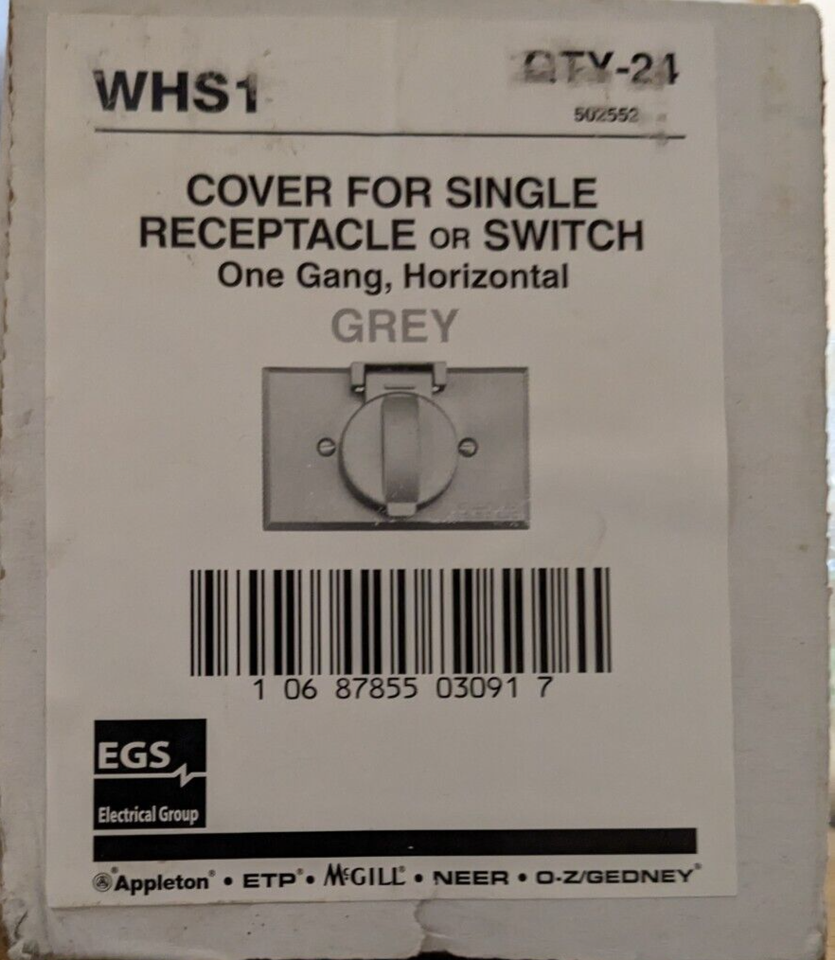 WHS1
QTY-24
502552
COVER FOR SINGLE
RECEPTACLE OR SWITCH
One Gang, Horizontal
GREY
1 06 87855 03091 7
EGS
Electrical Group
Appleton® • ETP® • McGILL® • NEER • O-Z/GEDNEY®